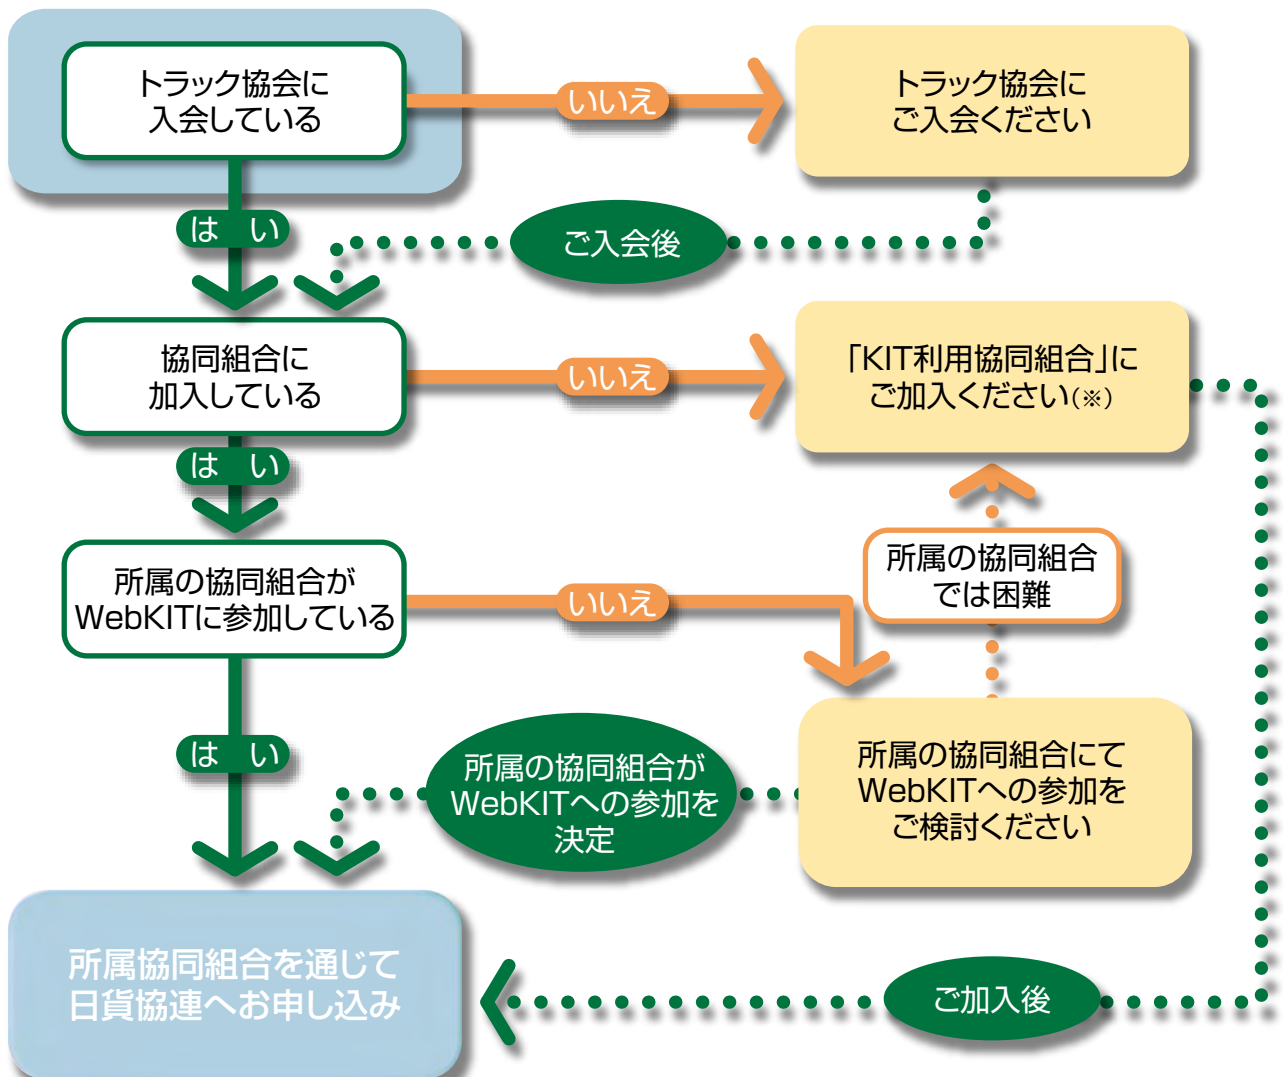 トラック協会に
入会している
いいえ
トラック協会に
ご入会ください
はい
ご入会後
協同組合に
加入している
いいえ
「KIT利用協同組合」に
ご加入ください(※)
はい
所属の協同組合
では困難
所属の協同組合が
WebKITに参加している
いいえ
はい
所属の協同組合が
WebKITへの参加を
決定
所属の協同組合にて
WebKITへの参加を
ご検討ください
所属協同組合を通じて
日貨協連へお申し込み
ご加入後